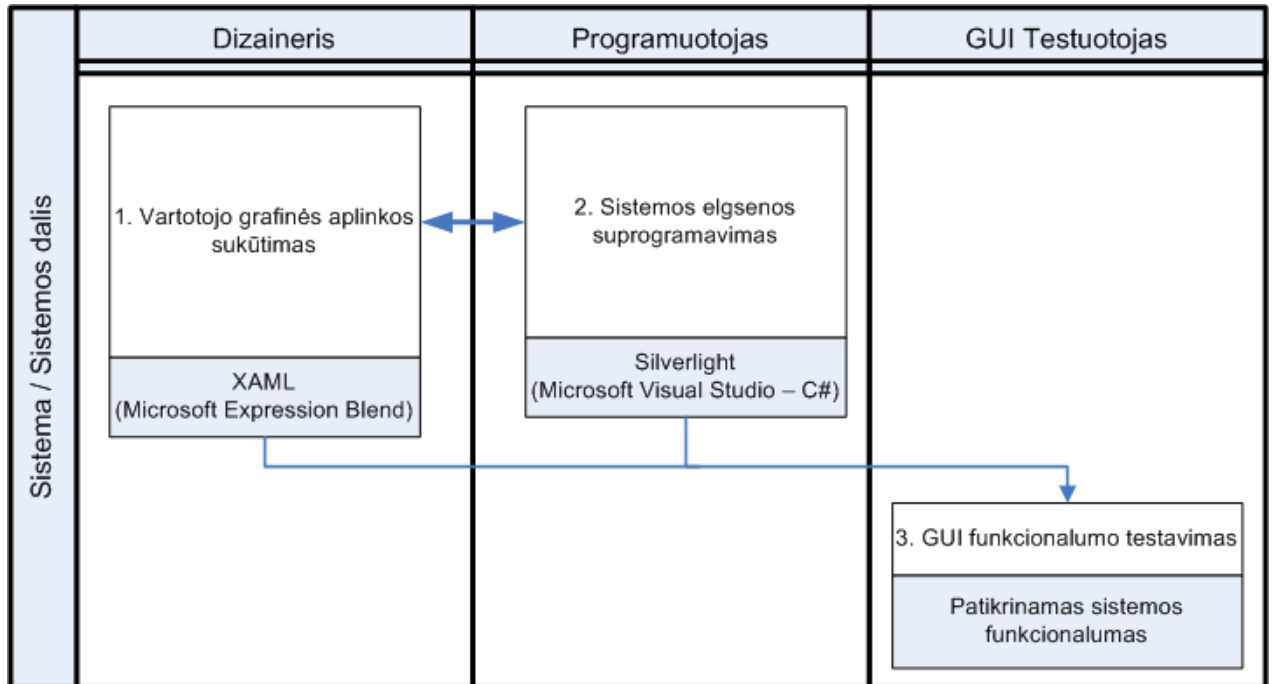 Dizaineris
Programuotojas
GUI Testuotojas
Sistema / Sistemos dalis
1. Vartotojo grafinės aplinkos
sukūtimas
XAML
(Microsoft Expression Blend)
2. Sistemos elgsenos
suprogramavimas
Silverlight
(Microsoft Visual Studio – C#)
3. GUI funkcionalumo testavimas
Patikrinamas sistemos
funkcionalumas